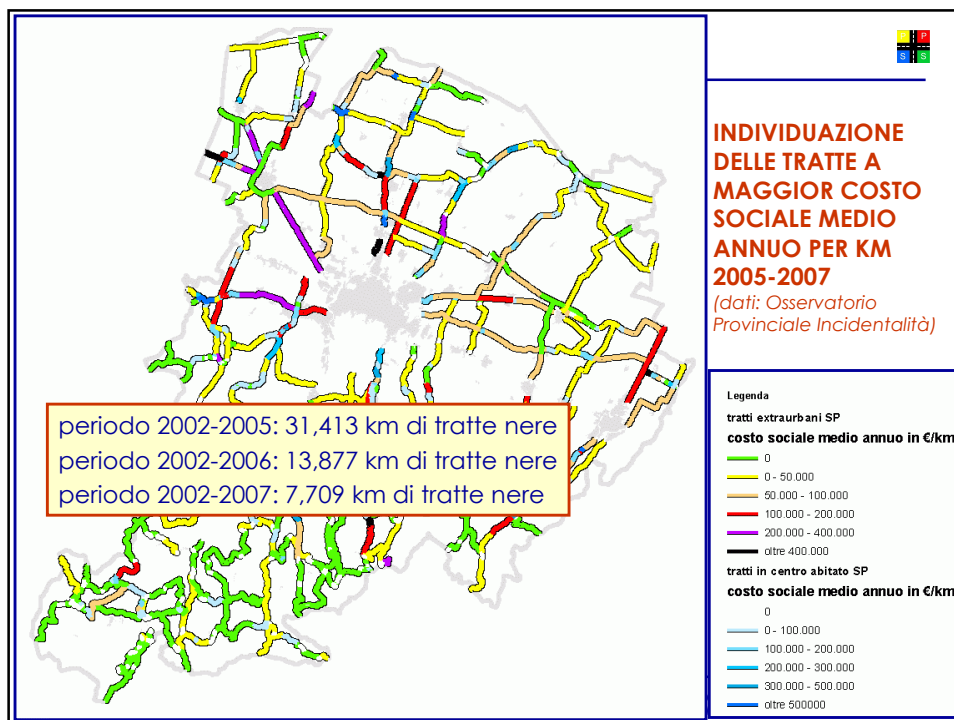 P P
S S
INDIVIDUAZIONE
DELLE TRATTE A
MAGGIOR COSTO
SOCIALE MEDIO
ANNUO PER KM
2005-2007
(dati: Osservatorio
Provinciale Incidentalità)
periodo 2002-2005: 31,413 km di tratte nere
periodo 2002-2006: 13,877 km di tratte nere
periodo 2002-2007: 7,709 km di tratte nere
Legenda
tratti extraurbani SP
costo sociale medio annuo in €/km
0
0 - 50.000
50.000 - 100.000
100.000 - 200.000
200.000 - 400.000
oltre 400.000
tratti in centro abitato SP
costo sociale medio annuo in €/km
0
0 - 100.000
100.000 - 200.000
200.000 - 300.000
300.000 - 500.000
oltre 500000